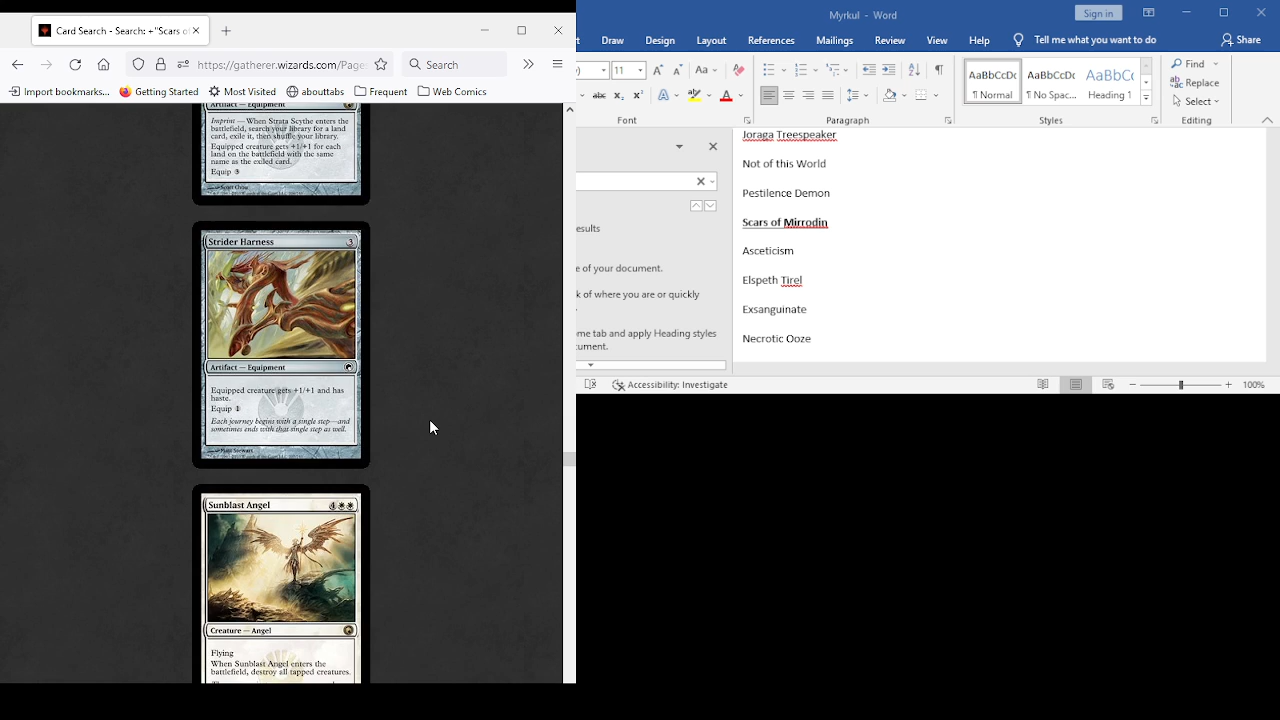 Card Search - Search: +"Scars of
https://gatherer.wizards.com/Page
Search
Import bookmarks...
Getting Started
Most Visited
abouttabs
Frequent
Web Comics
Artifact — Equipment
Imprint — When Strata Scythe enters the
battlefield, search your library for a land
card, exile it, then shuffle your library.
Equipped creature gets +1/+1 for each
land on the battlefield with the same
name as the exiled card.
Equip 3
Strider Harness 3
Artifact — Equipment
Equipped creature gets +1/+1 and has
haste.
Equip 1
Each journey begins with a single step—and
sometimes ends with that single step as well.
Sunblast Angel 4
Creature — Angel
Flying
When Sunblast Angel enters the
battlefield, destroy all tapped creatures.
Myrkul - Word
Sign in
Draw
Design
Layout
References
Mailings
Review
View
Help
Tell me what you want to do
Share
11
Aa
abc
x₂
x²
A
ab
A
Font
Paragraph
AaBbCcDc
¶ Normal
AaBbCcDc
¶ No Spac...
AaBbCc
Heading 1
Styles
Find
Replace
Select
Editing
esults
e of your document.
k of where you are or quickly
me tab and apply Heading styles
cument.
Joraga Treespeaker
Not of this World
Pestilence Demon
Scars of Mirrodin
Asceticism
Elspeth Tirel
Exsanguinate
Necrotic Ooze
Accessibility: Investigate
100%